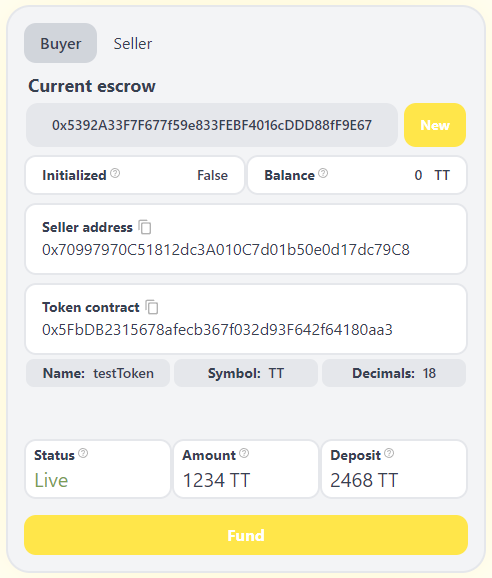 Buyer Seller
Current escrow
0x5392A33F7F677f59e833FEBF4016cDDD88fF9E67 New
Initialized False Balance 0 TT
Seller address
0x70997970C51812dc3A010C7d01b50e0d17dc79C8
Token contract
0x5FbDB2315678afecb367f032d93F642f64180aa3
Name: testToken Symbol: TT Decimals: 18
Status Amount Deposit
Live 1234 TT 2468 TT
Fund